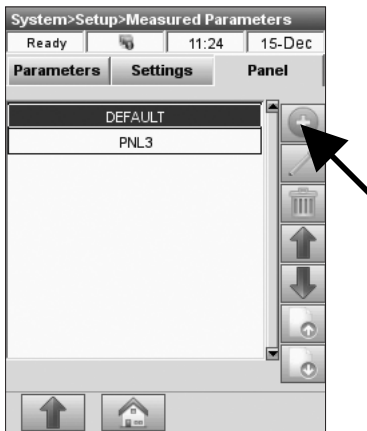 System>Setup>Measured Parameters
Ready 11:24 15-Dec
Parameters Settings Panel
DEFAULT
PNL3